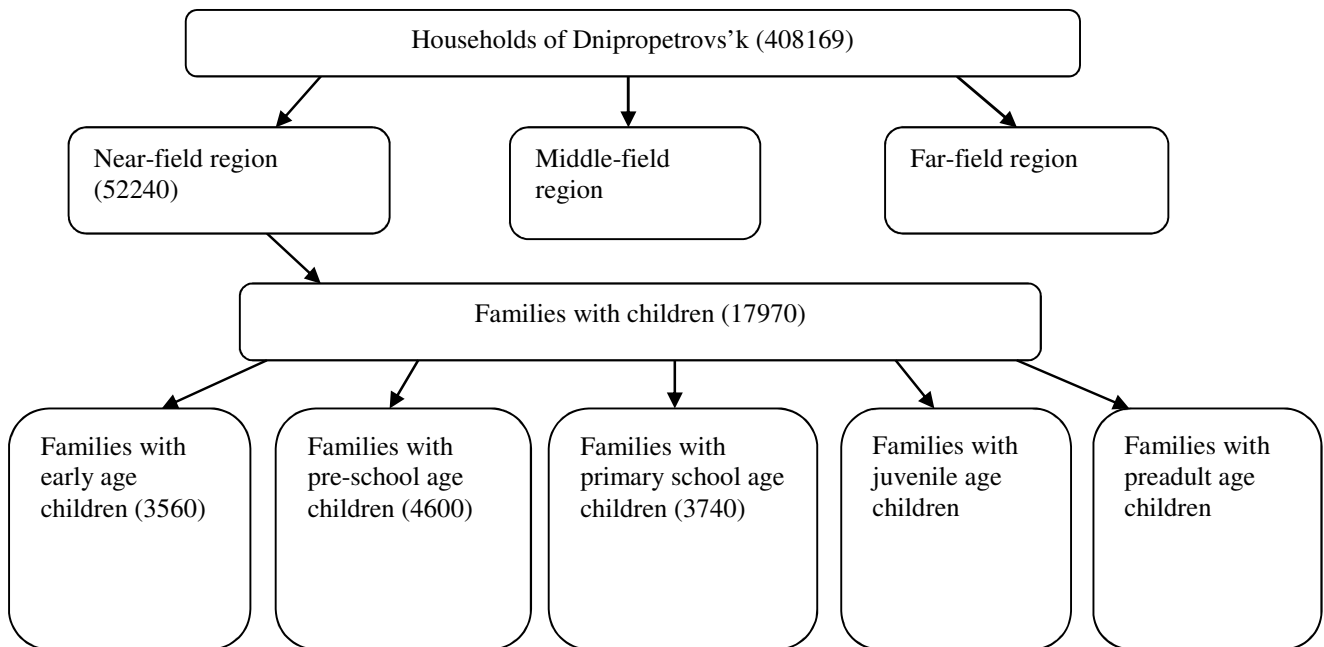 Households of Dnipropetrovs’k (408169)
Near-field region
(52240)
Middle-field
region
Far-field region
Families with children (17970)
Families with
early age
children (3560)
Families with
pre-school age
children (4600)
Families with
primary school age
children (3740)
Families with
juvenile age
children
Families with
preadult age
children